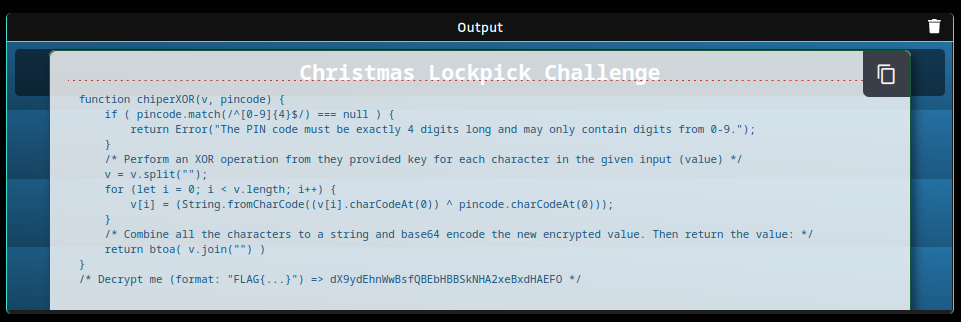 Output
Christmas Lockpick Challenge
function chiperXOR(v, pincode) {
    if ( pincode.match(/^[0-9]{4}$/) === null ) {
        return Error("The PIN code must be exactly 4 digits long and may only contain digits from 0-9.");
    }
    /* Perform an XOR operation from they provided key for each character in the given input (value) */
    v = v.split("");
    for (let i = 0; i < v.length; i++) {
        v[i] = (String.fromCharCode((v[i].charCodeAt(0)) ^ pincode.charCodeAt(0)));
    }
    /* Combine all the characters to a string and base64 encode the new encrypted value. Then return the value: */
    return btoa( v.join("") )
}
/* Decrypt me (format: "FLAG{...}") => dX9ydEhnWwBsfQBEbHBBSkNHA2xeBxdHAEFO */